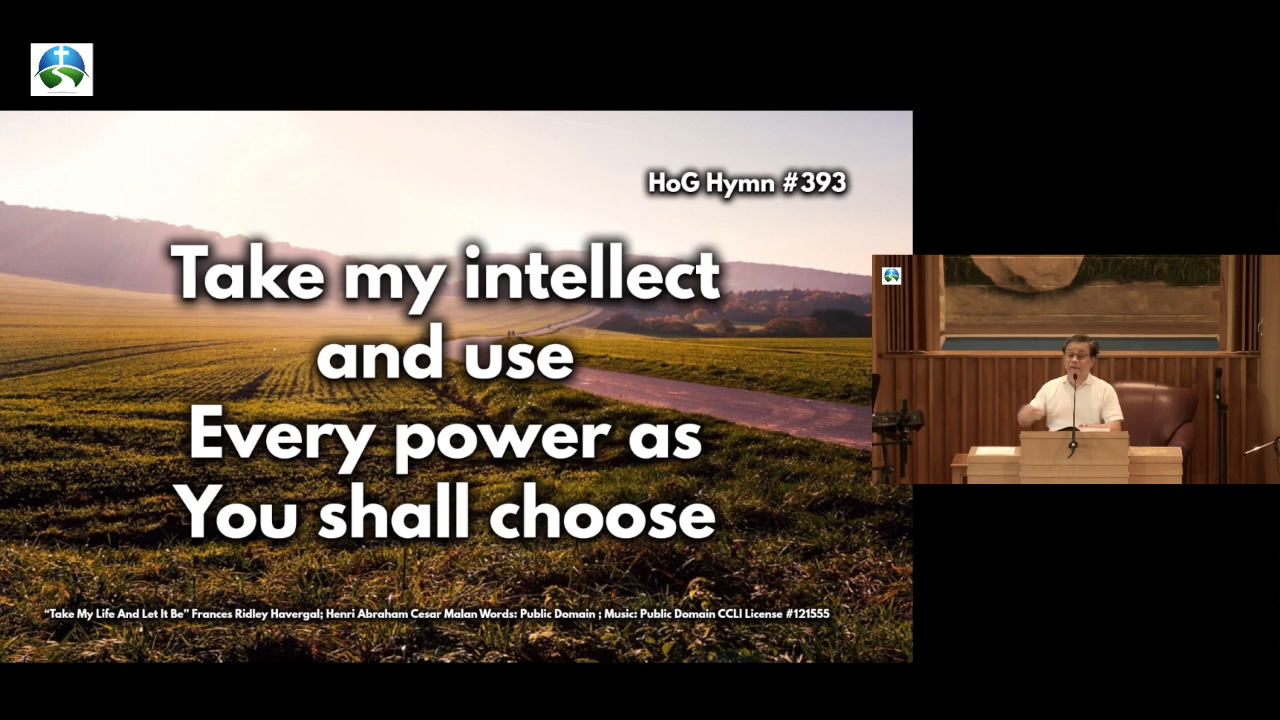 HoG Hymn #393
Take my intellect
and use
Every power as
You shall choose
“Take My Life And Let It Be” Frances Ridley Havergal; Henri Abraham Cesar Malan Words: Public Domain ; Music: Public Domain CCLI License #121555